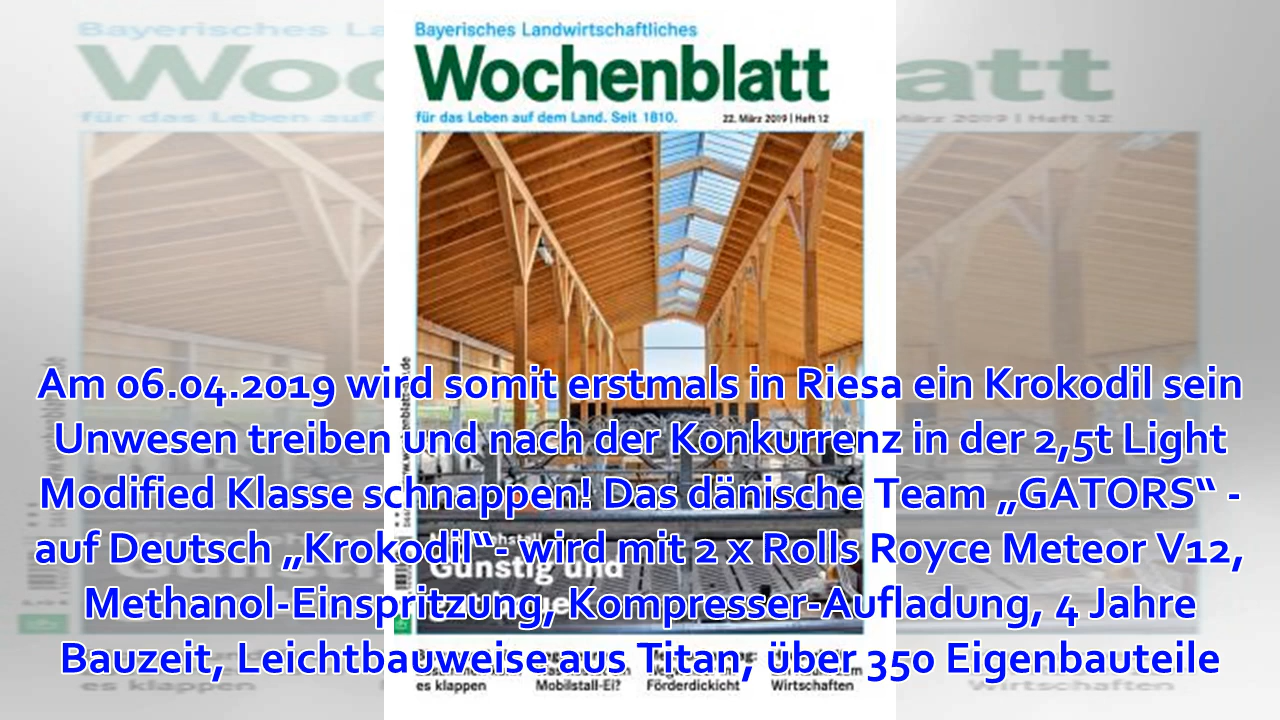 Bayerisches Landwirtschaftliches
Wochenblatt
für das Leben auf dem Land. Seit 1810.
22. März 2019 | Heft 12
Am 06.04.2019 wird somit erstmals in Riesa ein Krokodil sein
Unwesen treiben und nach der Konkurrenz in der 2,5t Light
Modified Klasse schnappen! Das dänische Team „GATORS“ -
auf Deutsch „Krokodil“- wird mit 2 x Rolls Royce Meteor V12,
Methanol-Einspritzung, Kompresser-Aufladung, 4 Jahre
Bauzeit, Leichtbauweise aus Titan, über 350 Eigenbauteile
Günstig und
es klappen
Mobilstall-Ei?
Förderdickicht
Wirtschaften